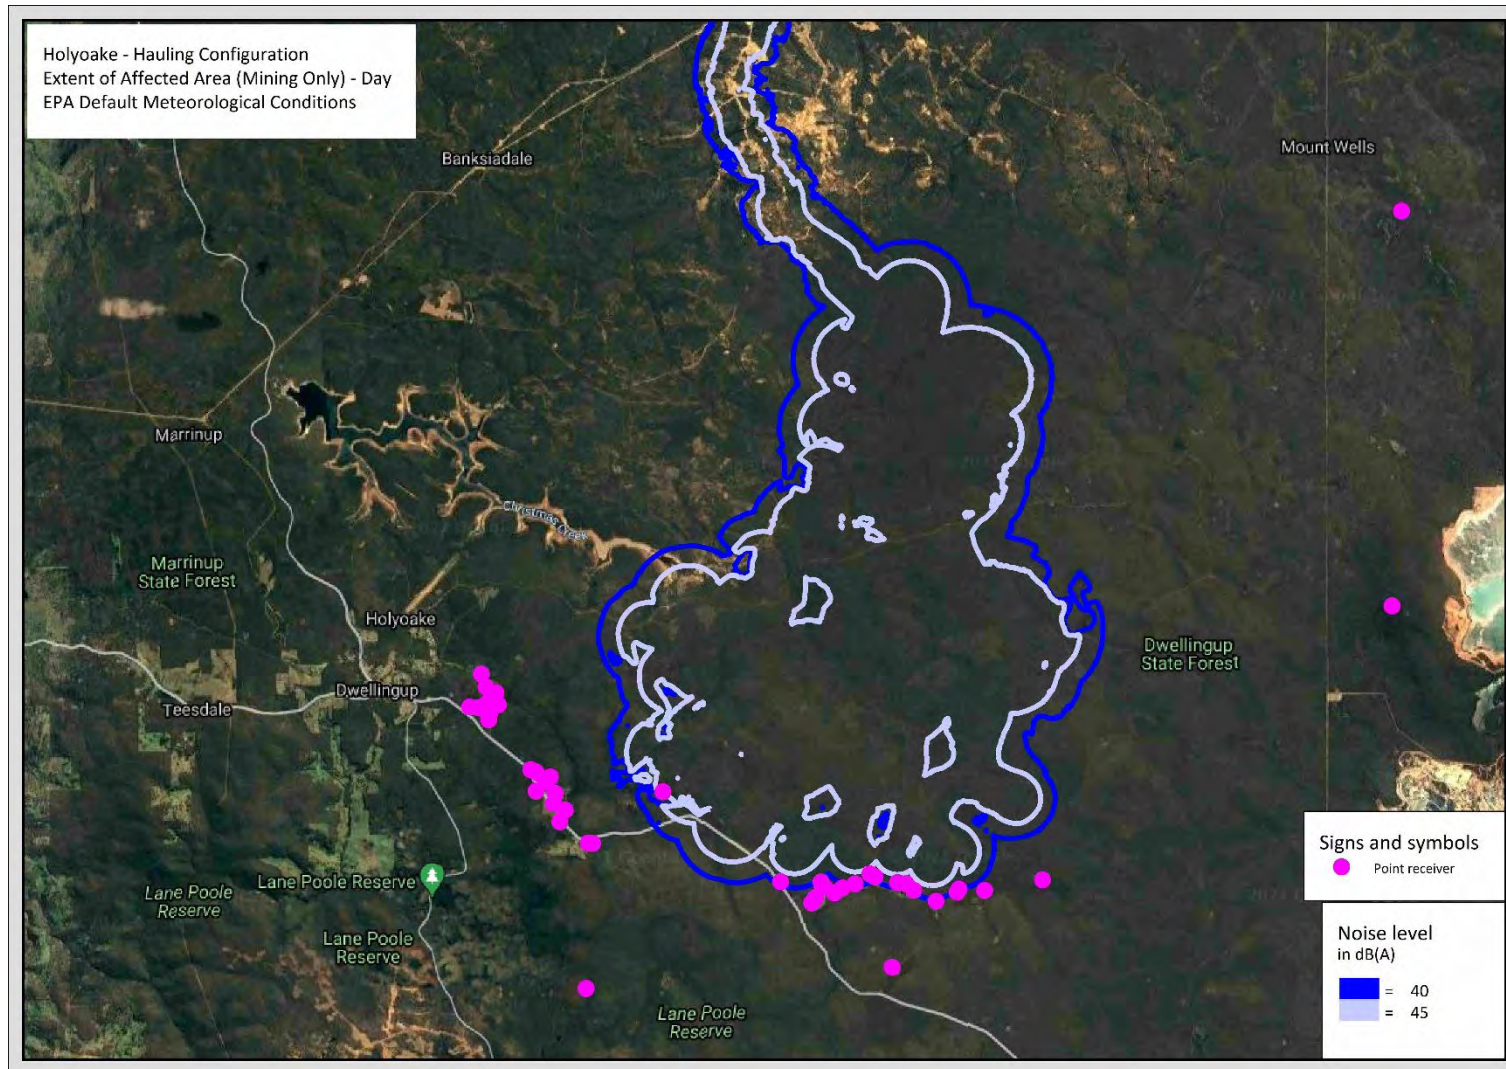 Holyoake - Hauling Configuration
Extent of Affected Area (Mining Only) - Day
EPA Default Meteorological Conditions
Banksiadale
Mount Wells
Marrinup
Christmas Creek
Marrinup
State Forest
Holyoake
Dwellingup
State Forest
Dwellingup
Teesdale
Lane Poole Reserve
Lane Poole
Reserve
Lane Poole
Reserve
Lane Poole
Reserve
Signs and symbols
Point receiver
Noise level
in dB(A)
= 40
= 45